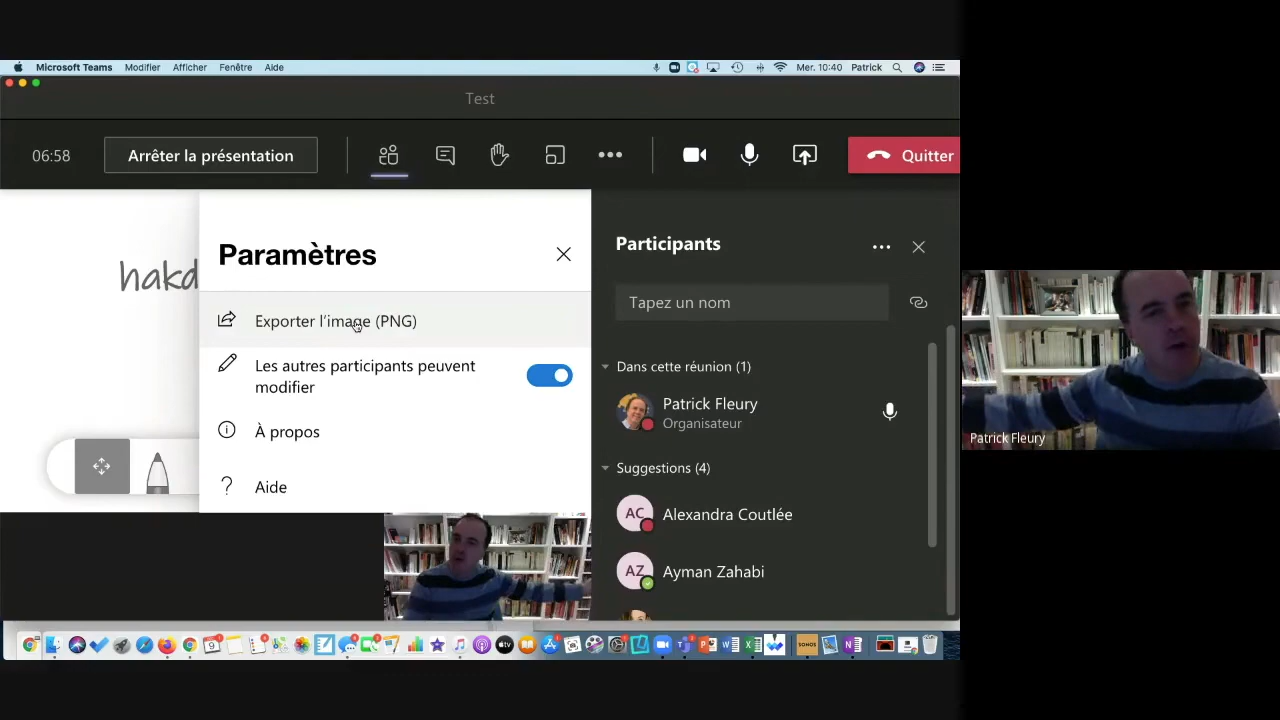 Microsoft Teams Modifier Afficher Fenêtre Aide
Mer. 10:40 Patrick
Test
06:58 Arrêter la présentation Quitter
hakd
Paramètres
Exporter l'image (PNG)
Les autres participants peuvent
modifier
À propos
Aide
Participants
Tapez un nom
Dans cette réunion (1)
Patrick Fleury
Organisateur
Suggestions (4)
AC Alexandra Coutlée
AZ Ayman Zahabi
Patrick Fleury
SONOS